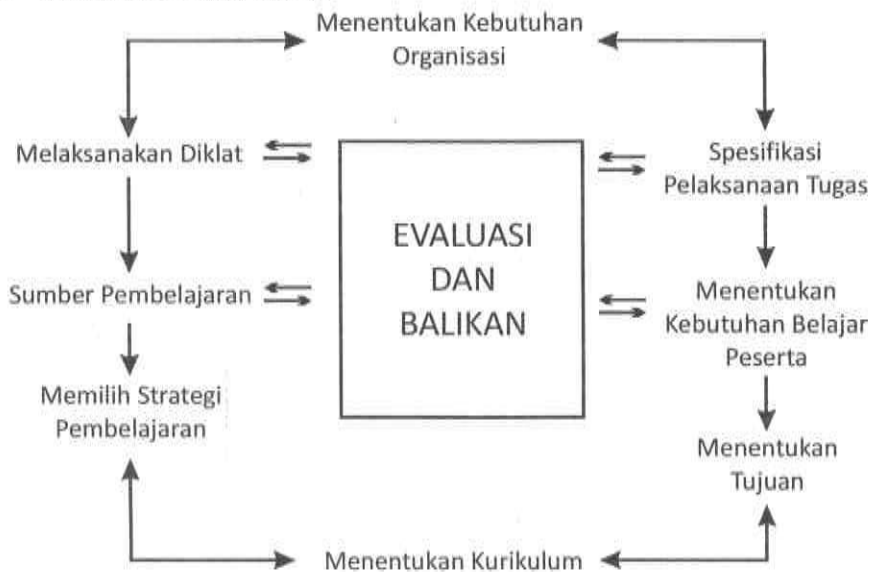 Menentukan Kebutuhan
Organisasi
Melaksanakan Diklat
Spesifikasi
Pelaksanaan Tugas
EVALUASI
DAN
BALIKAN
Sumber Pembelajaran
Menentukan
Kebutuhan Belajar
Peserta
Memilih Strategi
Pembelajaran
Menentukan
Tujuan
Menentukan Kurikulum